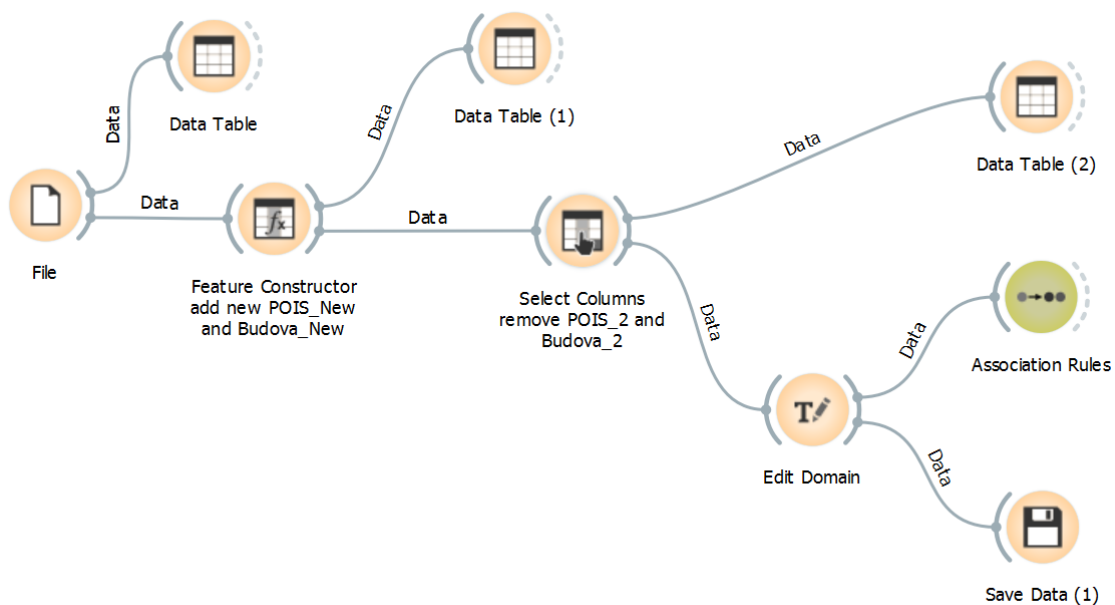 Data Table
Data Table (1)
Data Table (2)
Data
Data
Data
Data
Data
File
Feature Constructor
add new POIS_New
and Budova_New
Select Columns
remove POIS_2 and
Budova_2
Data
Data
Association Rules
Edit Domain
Data
Save Data (1)